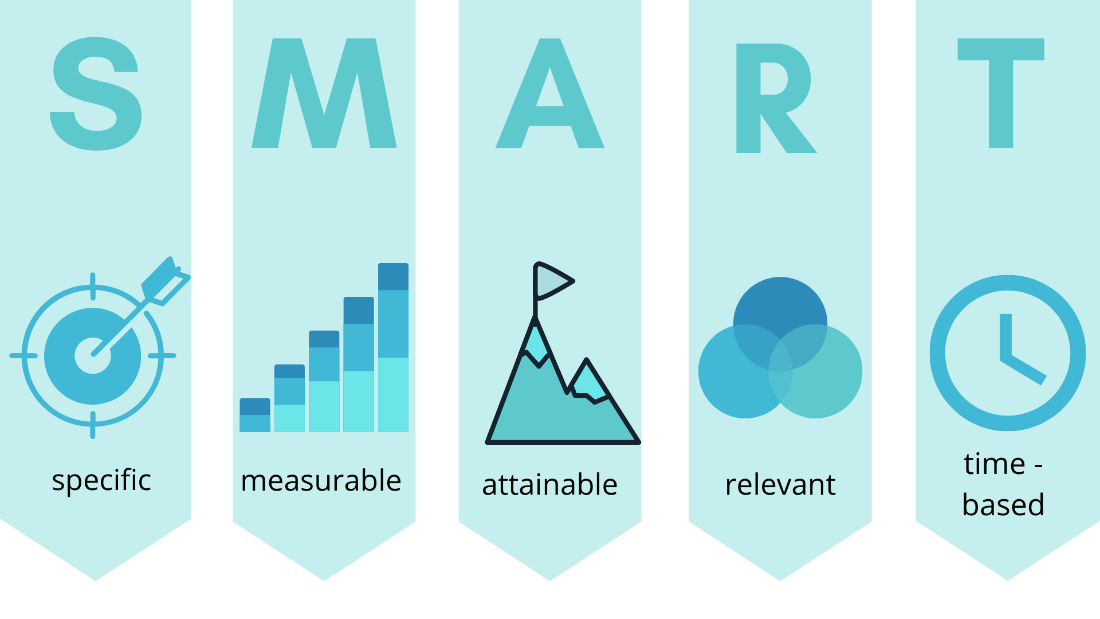 S M A R T
specific
measurable
attainable
relevant
time -
based